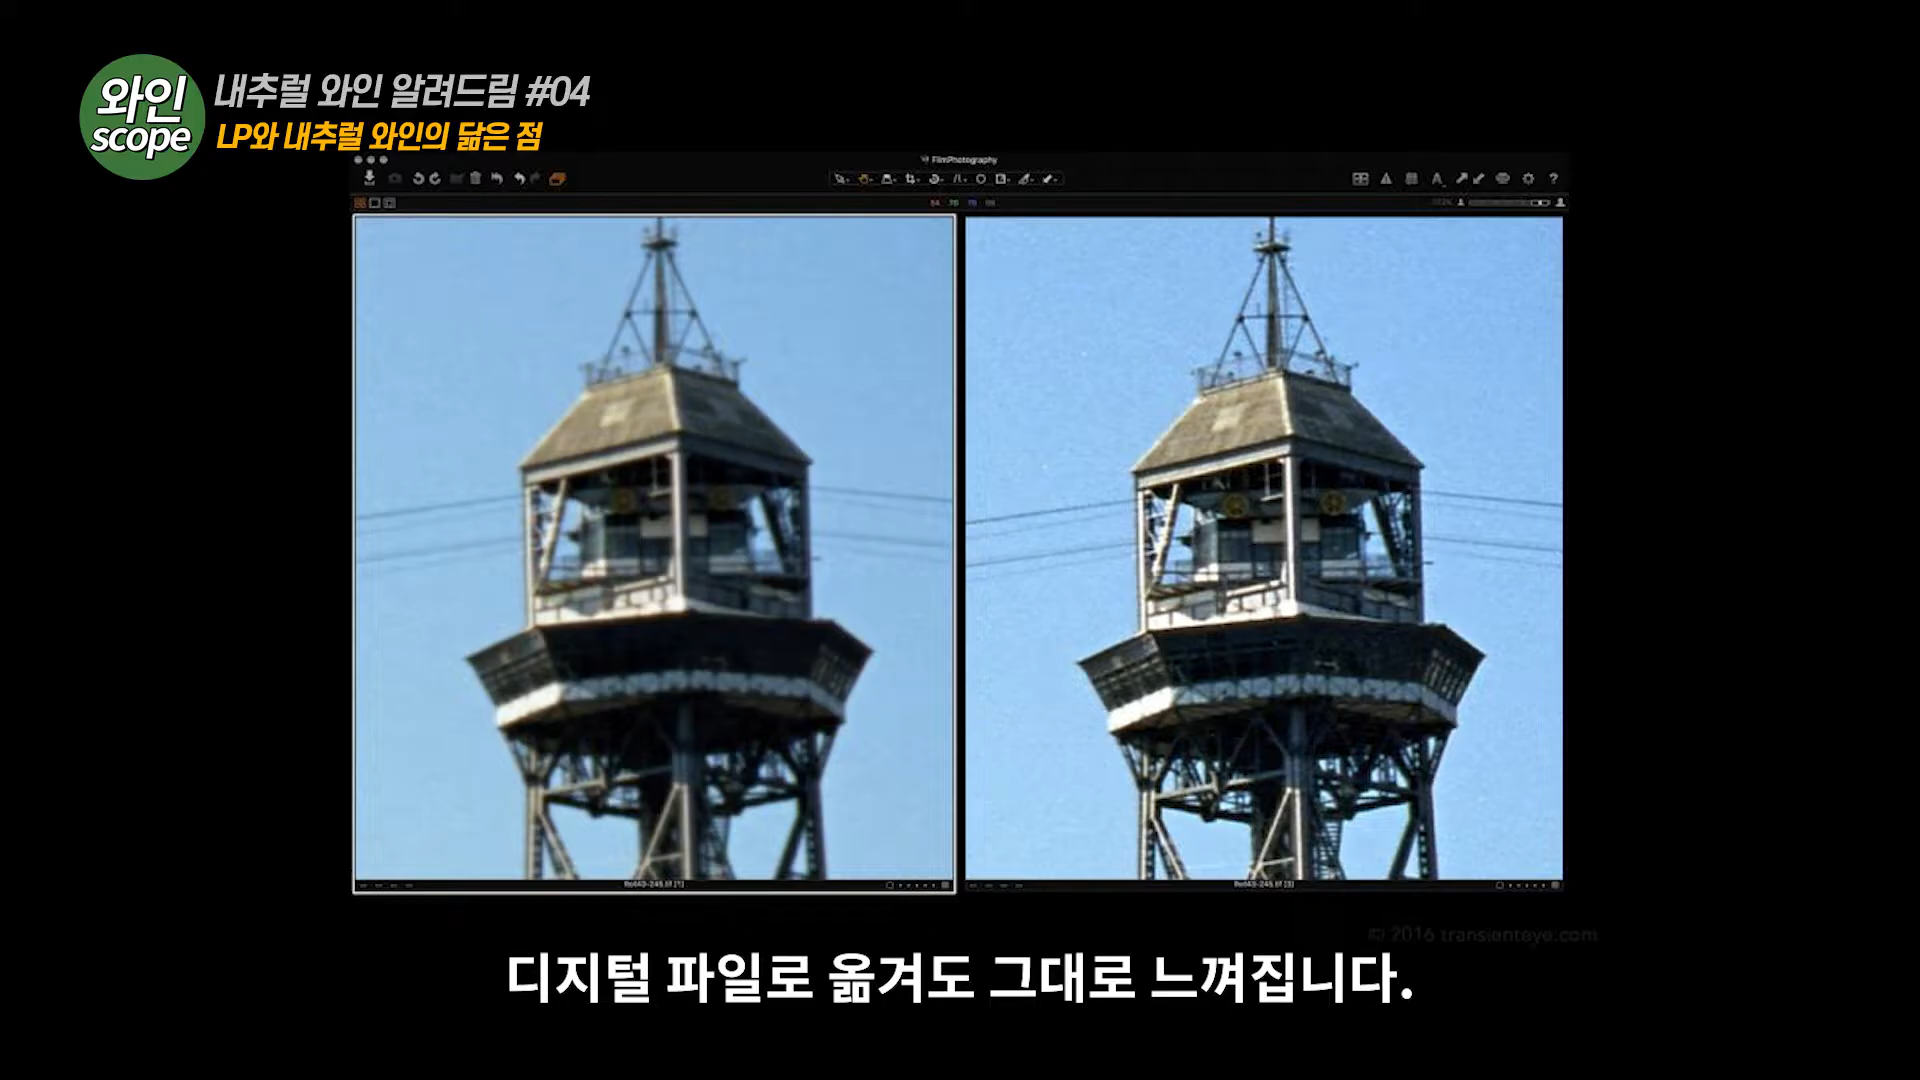 와인
scope
내추럴 와인 알려드림 #04
LP와 내추럴 와인의 닮은 점
FilmPhotography
© 2016 transienteye.com
디지털 파일로 옮겨도 그대로 느껴집니다.